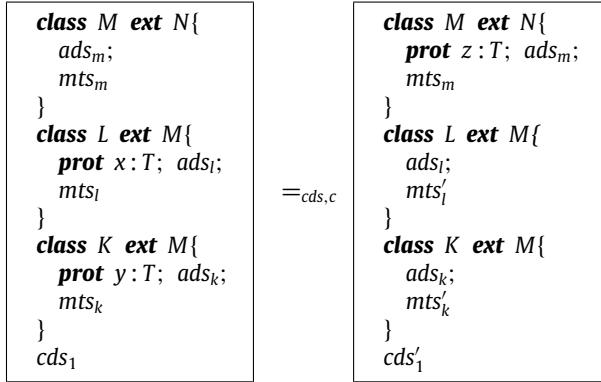 class M ext N{
ads_m;
mts_m
}
class L ext M{
prot x : T; ads_l;
mts_l
}
class K ext M{
prot y : T; ads_k;
mts_k
}
cds_1
=_{cds,c}
class M ext N{
prot z : T; ads_m;
mts_m
}
class L ext M{
ads_l;
mts'_l
}
class K ext M{
ads_k;
mts'_k
}
cds'_1